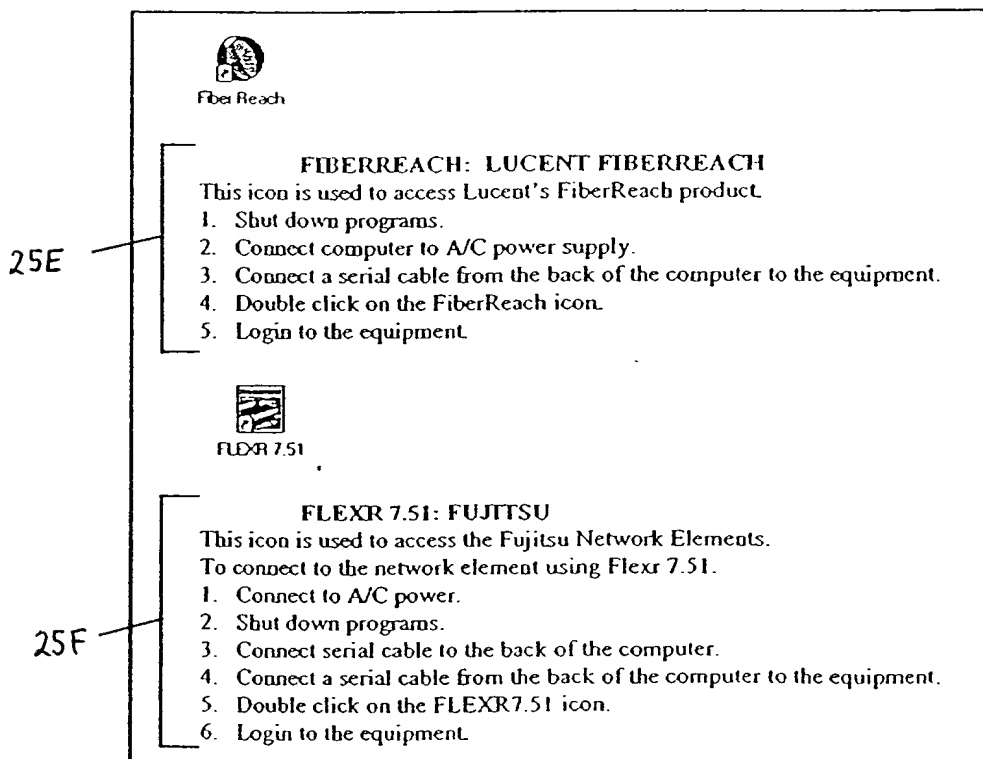 Fiber Reach
FIBERREACH: LUCENT FIBERREACH
This icon is used to access Lucent's FiberReach product.
1. Shut down programs.
2. Connect computer to A/C power supply.
3. Connect a serial cable from the back of the computer to the equipment.
4. Double click on the FiberReach icon.
5. Login to the equipment.
25E
FLEXR 7.51
FLEXR 7.51: FUJITSU
This icon is used to access the Fujitsu Network Elements.
To connect to the network element using Flexr 7.51.
1. Connect to A/C power.
2. Shut down programs.
3. Connect serial cable to the back of the computer.
4. Connect a serial cable from the back of the computer to the equipment.
5. Double click on the FLEXR7.51 icon.
6. Login to the equipment.
25F